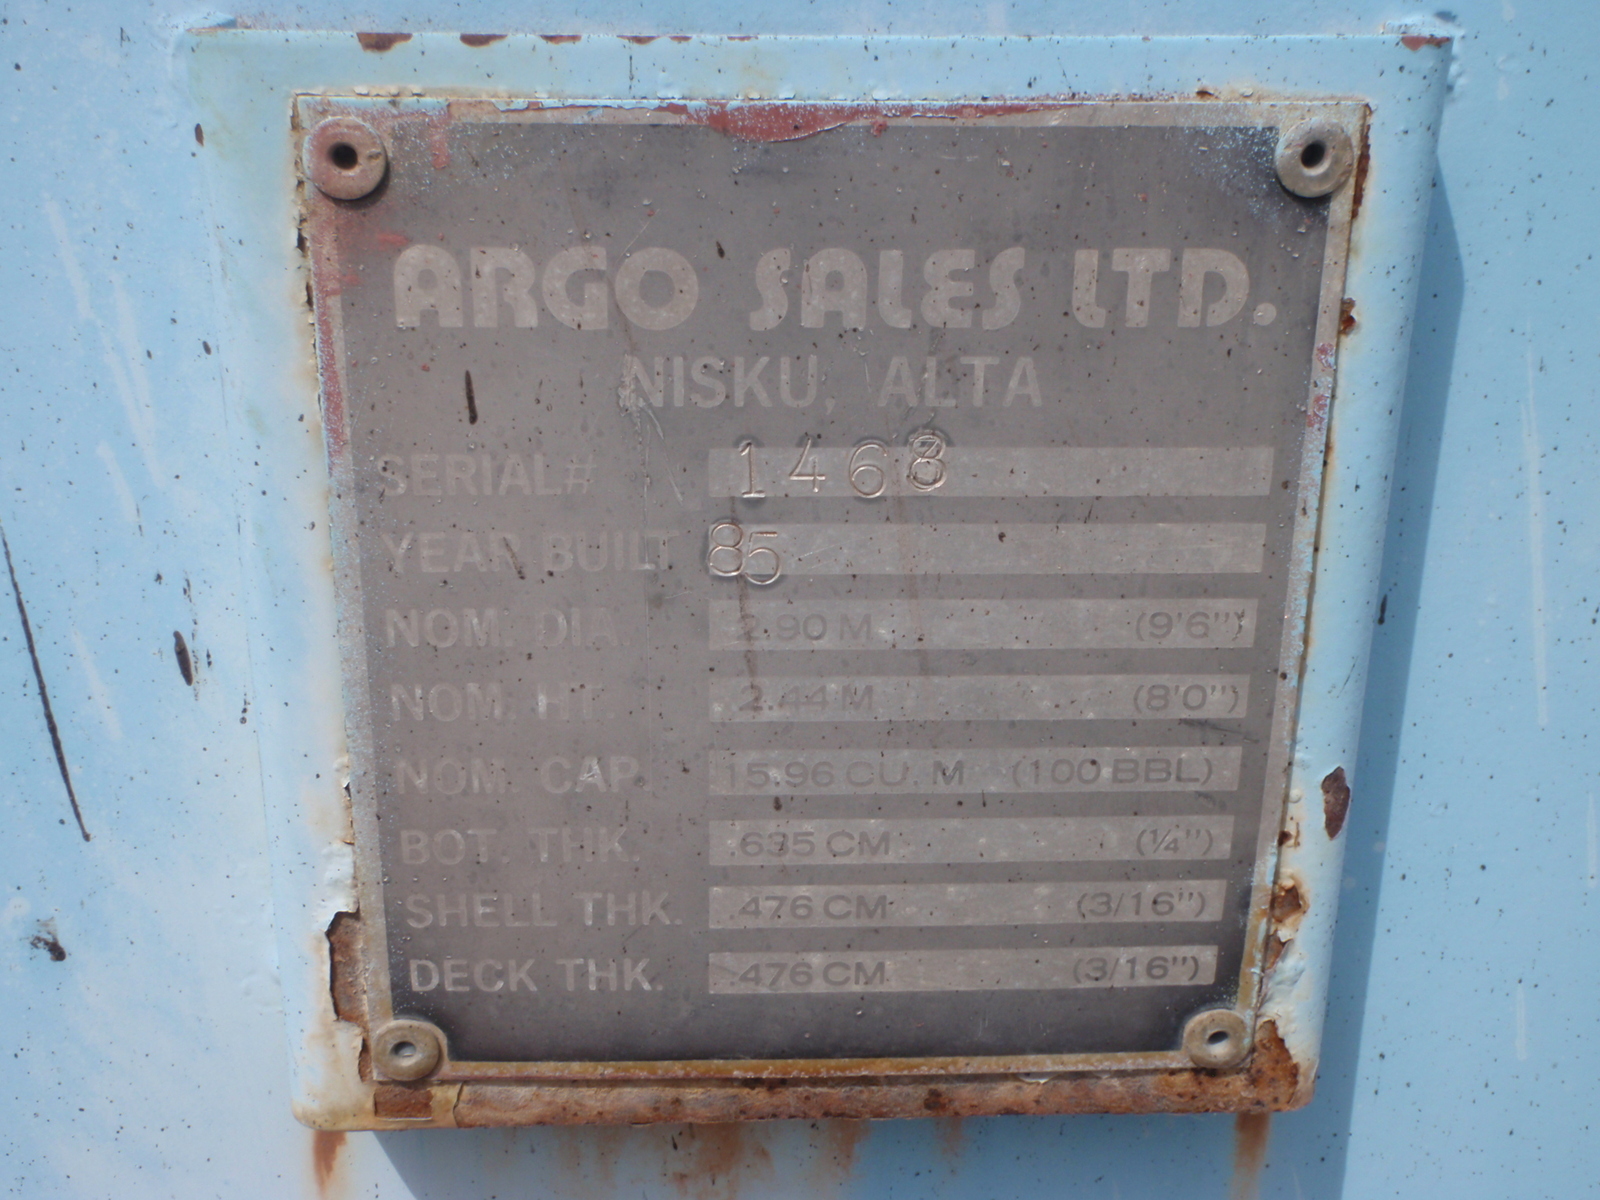 ARGO SALES LTD.
NISKU, ALTA
SERIAL# 1468
YEAR BUILT 85
NOM. DIA. 2.90 M (9'6")
NOM. HT. 2.44 M (8'0")
NOM. CAP. 15.96 CU. M (100 BBL)
BOT. THK. .635 CM (¼")
SHELL THK. .476 CM (3/16")
DECK THK. .476 CM (3/16")